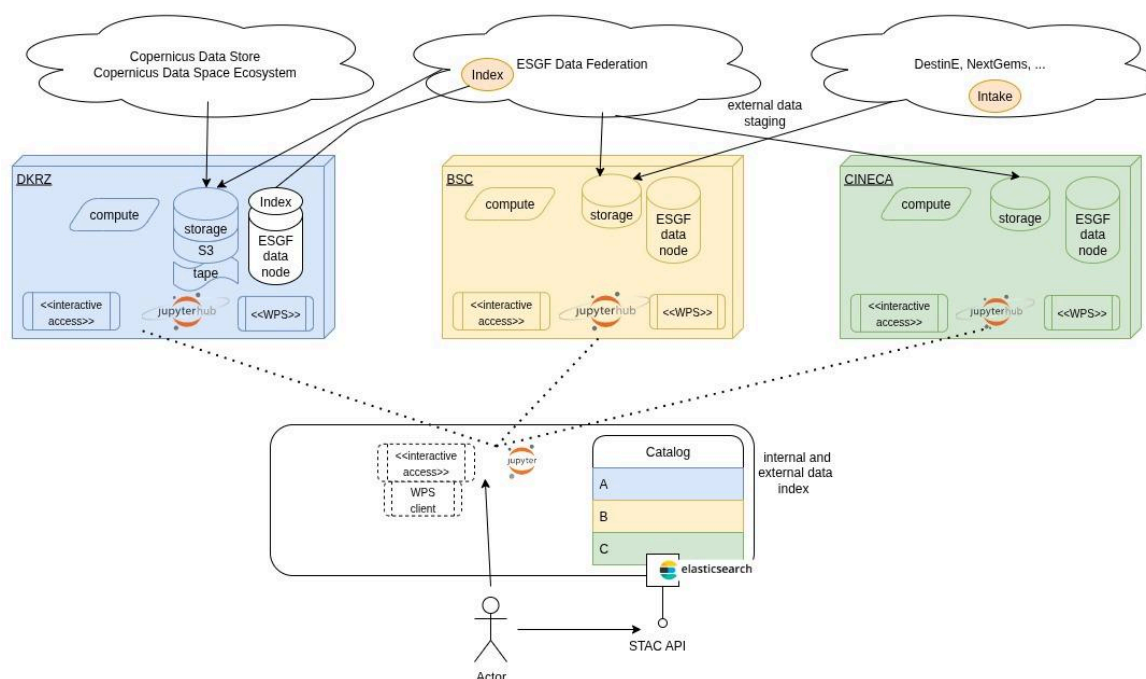 Copernicus Data Store
Copernicus Data Space Ecosystem
ESGF Data Federation
Index
DestinE, NextGems, ...
Intake
external data
staging
DKRZ
compute
storage
S3
tape
Index
ESGF
data
node
<<interactive
access>>
jupyterhub
<<WPS>>
BSC
compute
storage
ESGF
data
node
<<interactive
access>>
jupyterhub
<<WPS>>
CINECA
compute
storage
ESGF
data
node
<<interactive
access>>
jupyterhub
<<WPS>>
<<interactive
access>>
WPS
client
jupyter
Catalog
A
B
C
internal and
external data
index
elasticsearch
STAC API
Actor